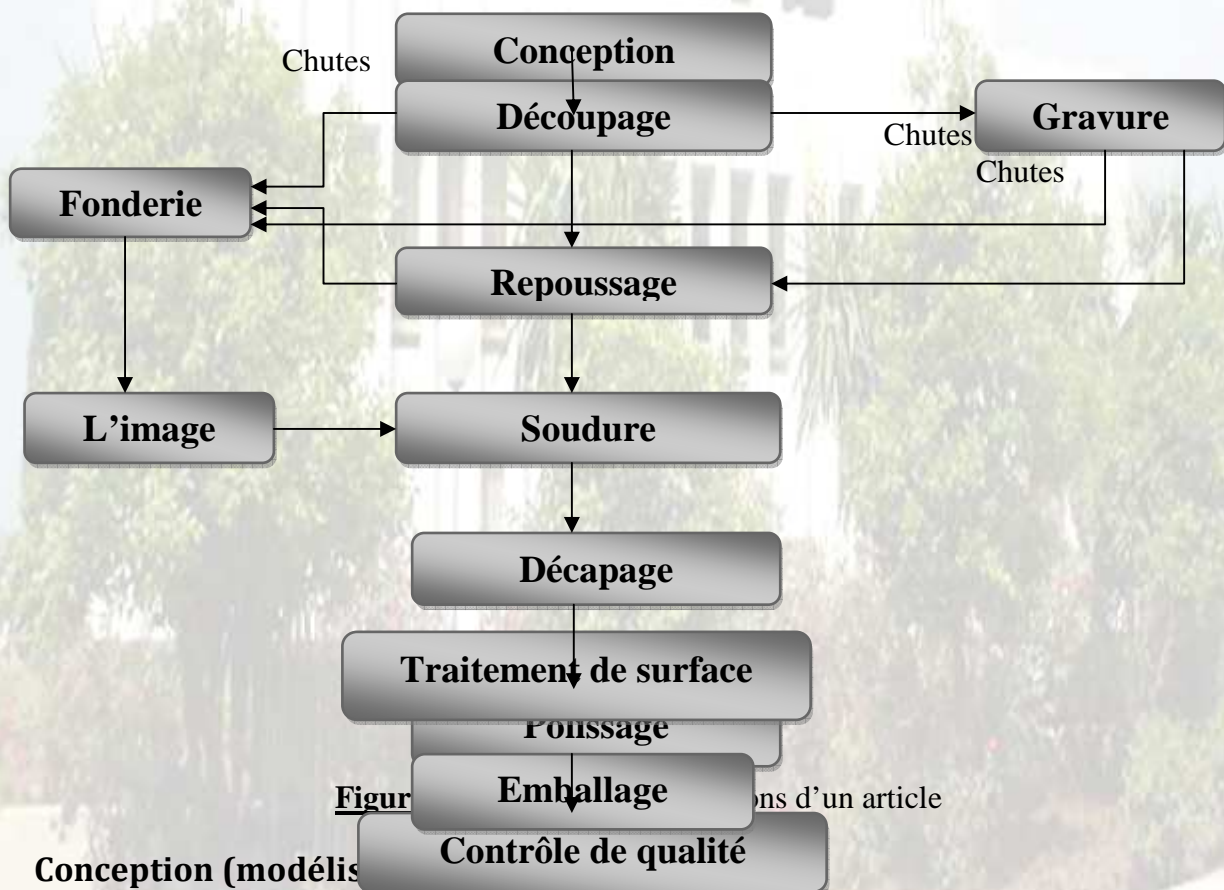 Conception
Chutes
Découpage
Gravure
Chutes
Chutes
Fonderie
Repoussage
L’image
Soudure
Décapage
Traitement de surface
Polissage
Emballage
Figur ons d’un article
Contrôle de qualité
Conception (modélis